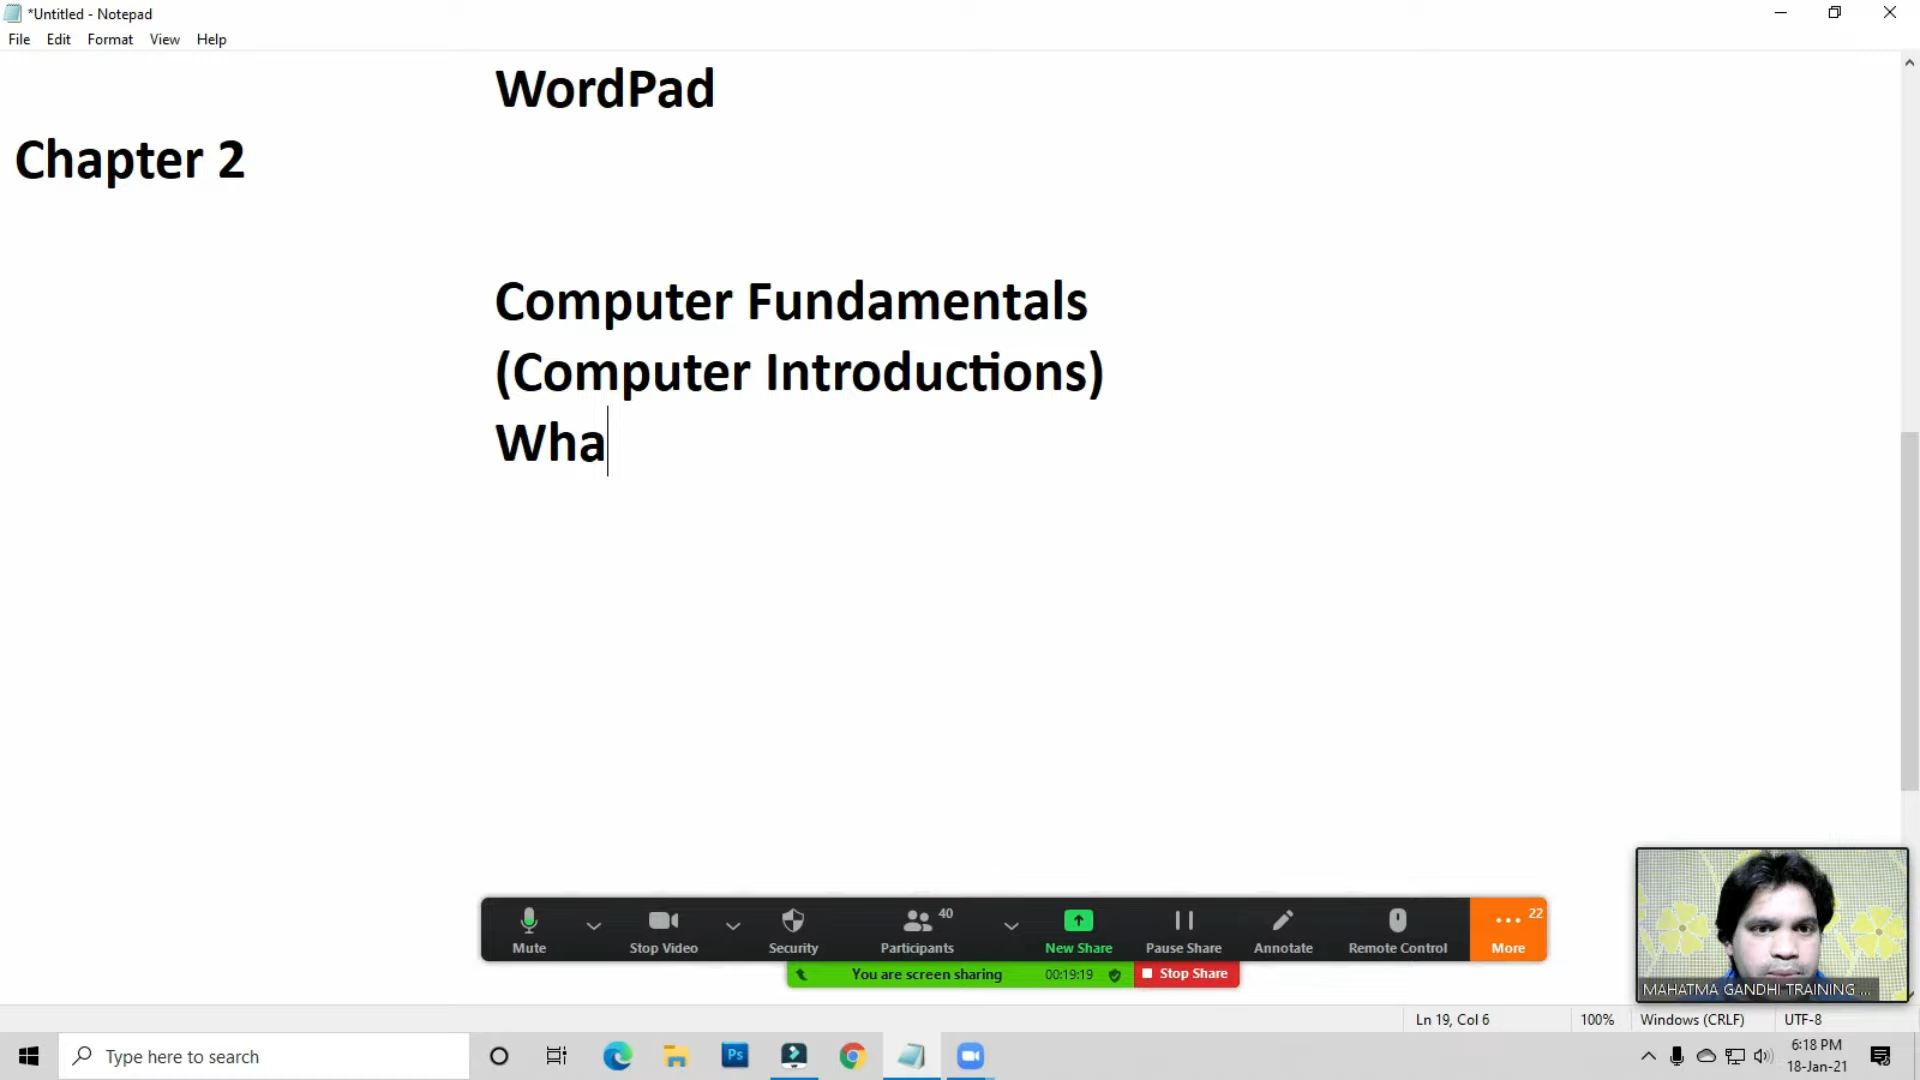 *Untitled - Notepad
File Edit Format View Help
WordPad
Chapter 2
Computer Fundamentals
(Computer Introductions)
Wha
Mute
Stop Video
Security
40
Participants
New Share
Pause Share
Annotate
Remote Control
22
More
You are screen sharing 00:19:19 Stop Share
MAHATMA GANDHI TRAINING ...
Ln 19, Col 6 100% Windows (CRLF) UTF-8
Type here to search
Ps
6:18 PM
18-Jan-21